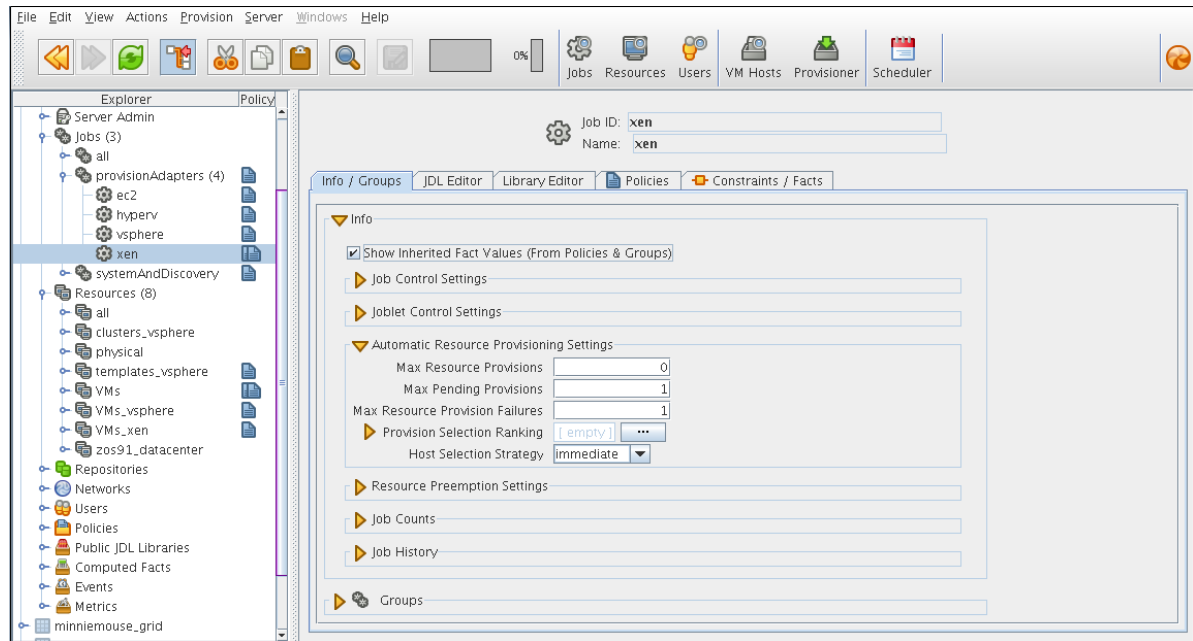 File Edit View Actions Provision Server Windows Help
0%
Jobs Resources Users VM Hosts Provisioner Scheduler
Explorer Policy
Server Admin
Jobs (3)
all
provisionAdapters (4)
ec2
hyperv
vsphere
xen
systemAndDiscovery
Resources (8)
all
clusters_vsphere
physical
templates_vsphere
VMs
VMs_vsphere
VMs_xen
zos91_datacenter
Repositories
Networks
Users
Policies
Public JDL Libraries
Computed Facts
Events
Metrics
minniemouse_grid
Job ID: xen
Name: xen
Info / Groups JDL Editor Library Editor Policies Constraints / Facts
Info
Show Inherited Fact Values (From Policies & Groups)
Job Control Settings
Joblet Control Settings
Automatic Resource Provisioning Settings
Max Resource Provisions 0
Max Pending Provisions 1
Max Resource Provision Failures 1
Provision Selection Ranking [ empty ] ...
Host Selection Strategy immediate
Resource Preemption Settings
Job Counts
Job History
Groups